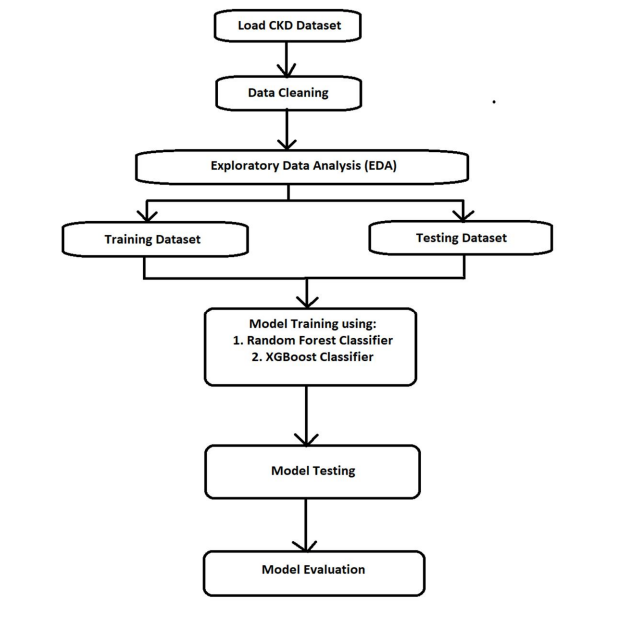 Load CKD Dataset
Data Cleaning
Exploratory Data Analysis (EDA)
Training Dataset
Testing Dataset
Model Training using:
1. Random Forest Classifier
2. XGBoost Classifier
Model Testing
Model Evaluation